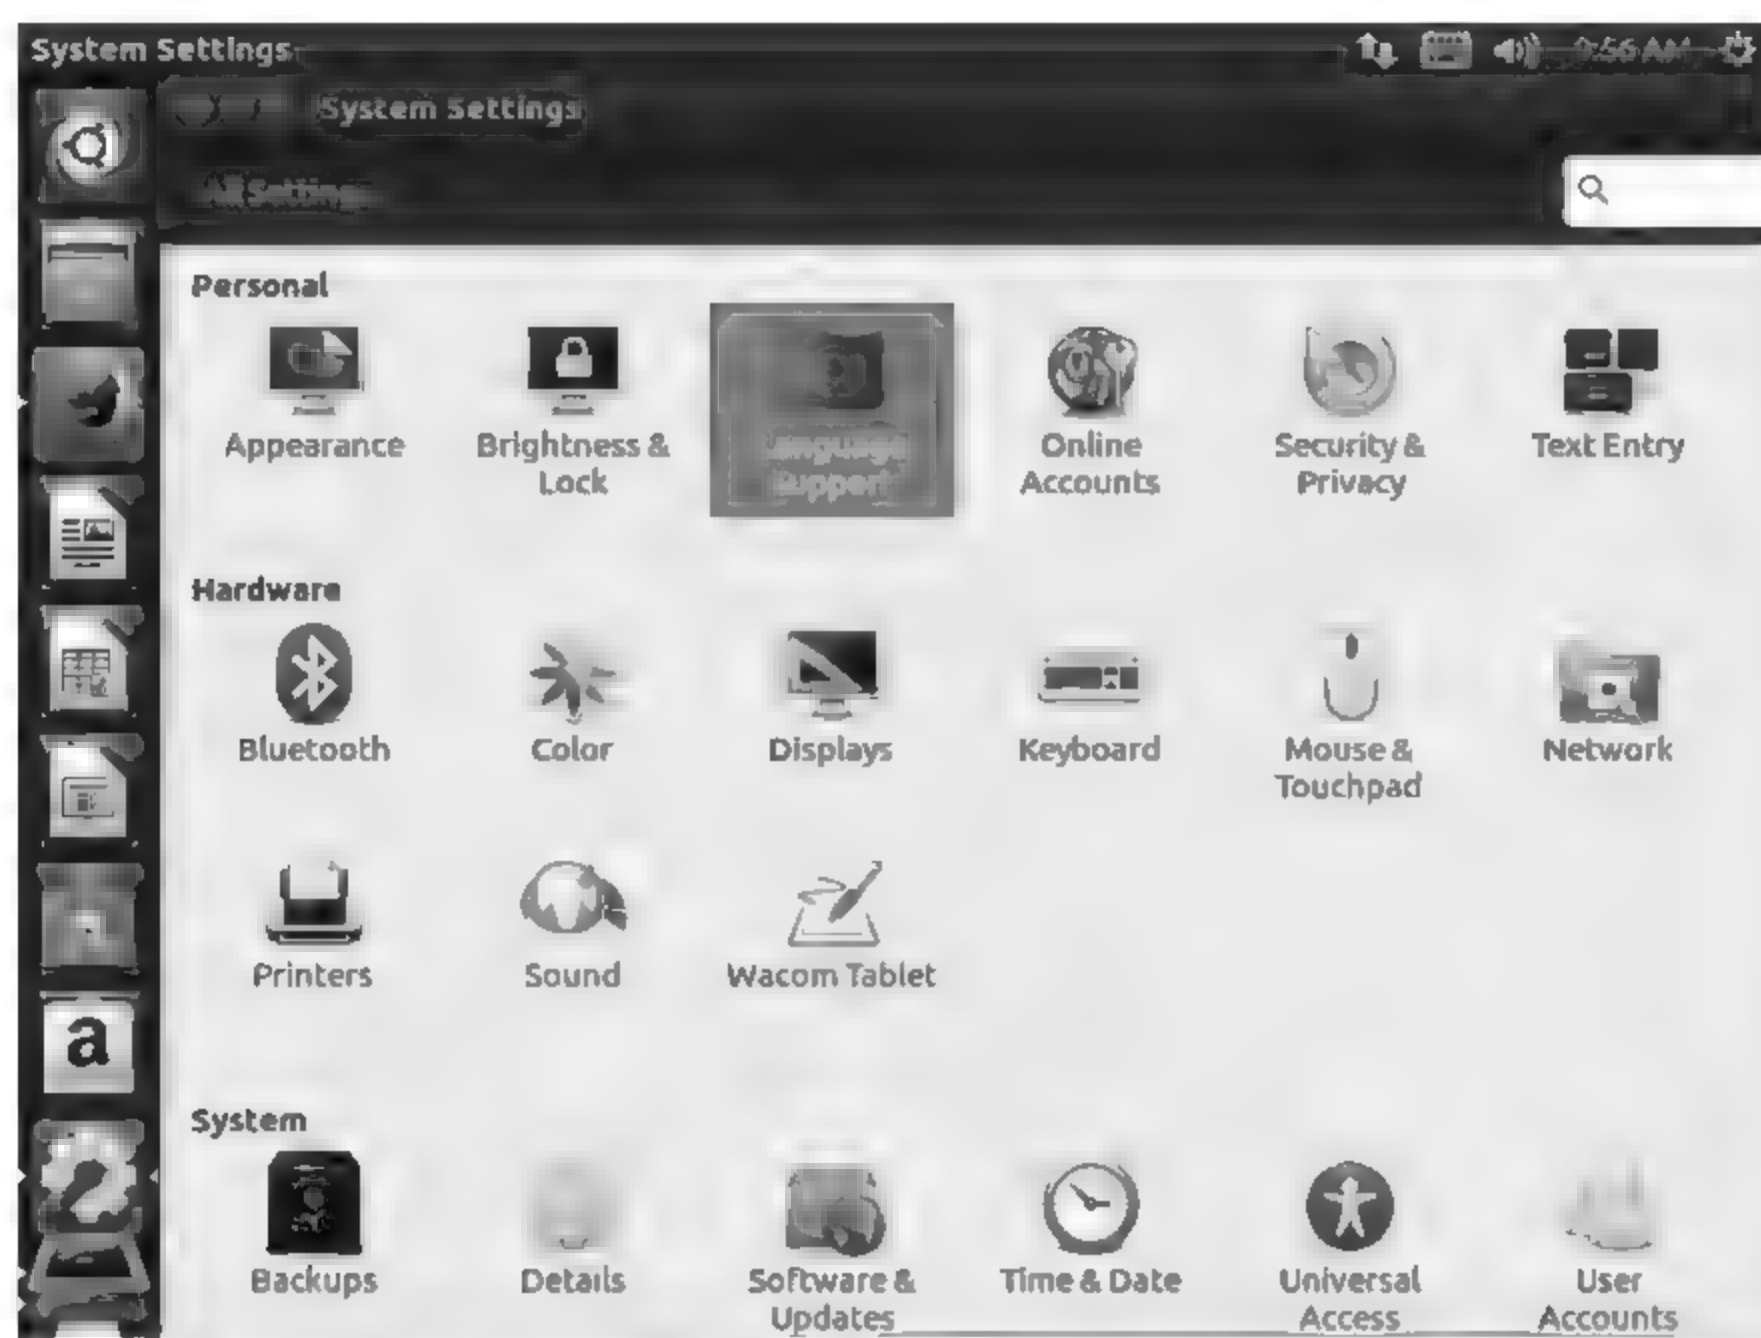 System Settings
9:56 AM
System Settings
All Settings
Personal
Appearance
Brightness &
Lock
Language
Support
Online
Accounts
Security &
Privacy
Text Entry
Hardware
Bluetooth
Color
Displays
Keyboard
Mouse &
Touchpad
Network
Printers
Sound
Wacom Tablet
a
System
Backups
Details
Software &
Updates
Time & Date
Universal
Access
User
Accounts